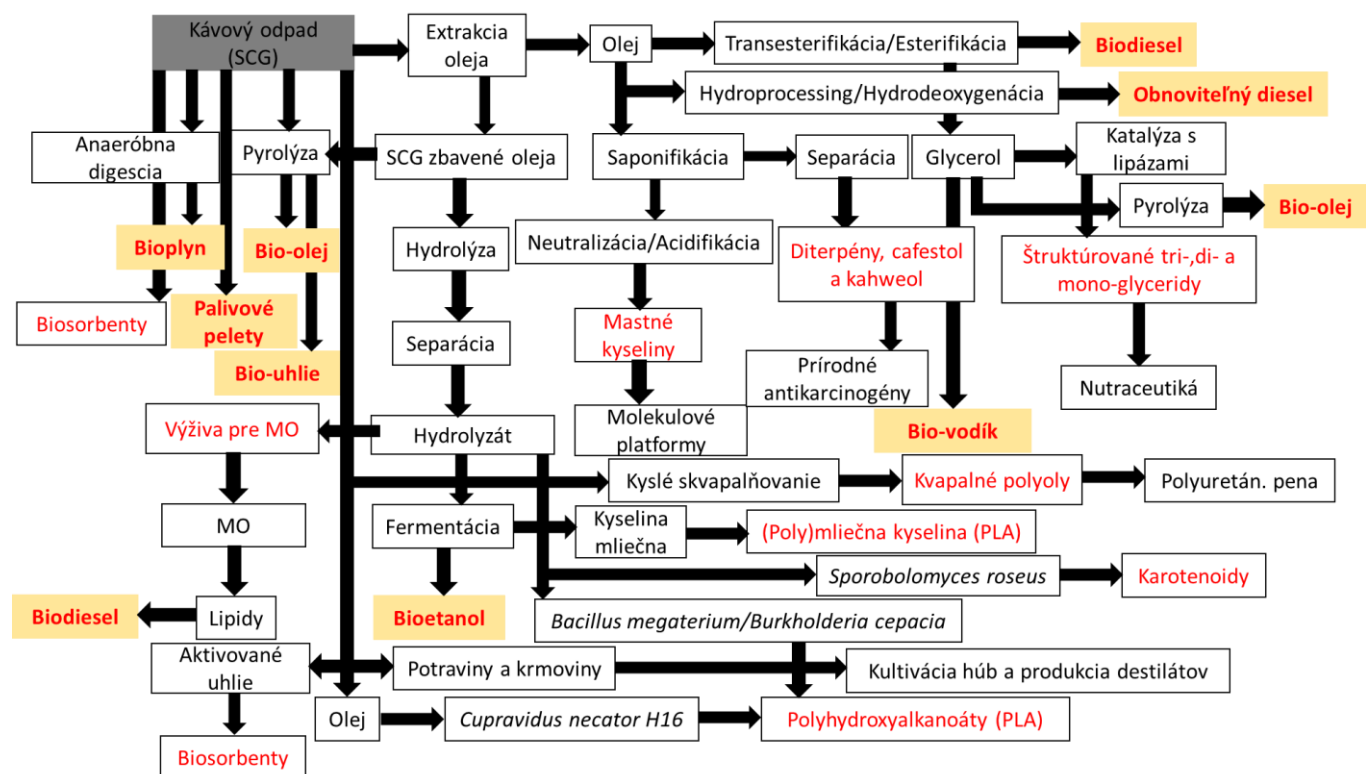 Kávový odpad
(SCG)
Extrakcia
oleja
Olej
Transesterifikácia/Esterifikácia
Biodiesel
Hydroprocessing/Hydrodeoxygenácia
Obnoviteľný diesel
Anaeróbna
digescia
Pyrolýza
SCG zbavené oleja
Saponifikácia
Separácia
Glycerol
Katalýza s
lipázami
Pyrolýza
Bio-olej
Bioplyn
Bio-olej
Hydrolýza
Neutralizácia/Acidifikácia
Diterpény, cafestol
a kahweol
Štruktúrované tri-,di- a
mono-glyceridy
Biosorbenty
Palivové
pelety
Separácia
Mastné
kyseliny
Bio-uhlie
Prírodné
antikarcinogény
Nutraceutiká
Výživa pre MO
Hydrolyzát
Molekulové
platformy
Bio-vodík
Kyslé skvapalňovanie
Kvapalné polyoly
Polyuretán. pena
MO
Fermentácia
Kyselina
mliečna
(Poly)mliečna kyselina (PLA)
Sporobolomyces roseus
Karotenoidy
Biodiesel
Lipidy
Bioetanol
Bacillus megaterium/Burkholderia cepacia
Aktivované
uhlie
Potraviny a krmoviny
Kultivácia húb a produkcia destilátov
Olej
Cupravidus necator H16
Polyhydroxyalkanoáty (PLA)
Biosorbenty